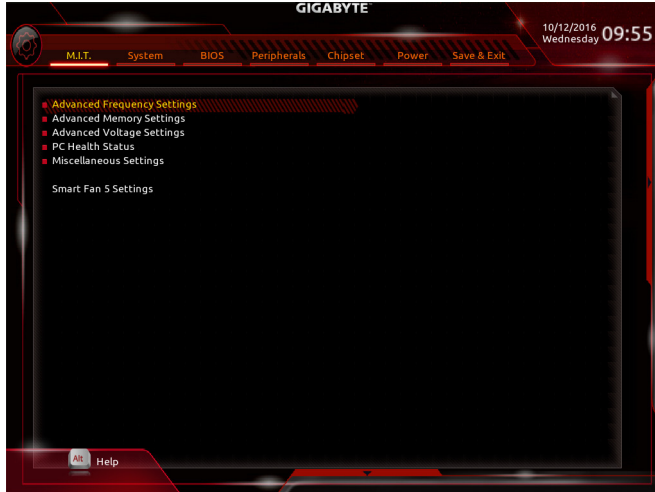 GIGABYTE™
10/12/2016
Wednesday
09:55
M.I.T. System BIOS Peripherals Chipset Power Save & Exit
Advanced Frequency Settings
Advanced Memory Settings
Advanced Voltage Settings
PC Health Status
Miscellaneous Settings
Smart Fan 5 Settings
Alt Help